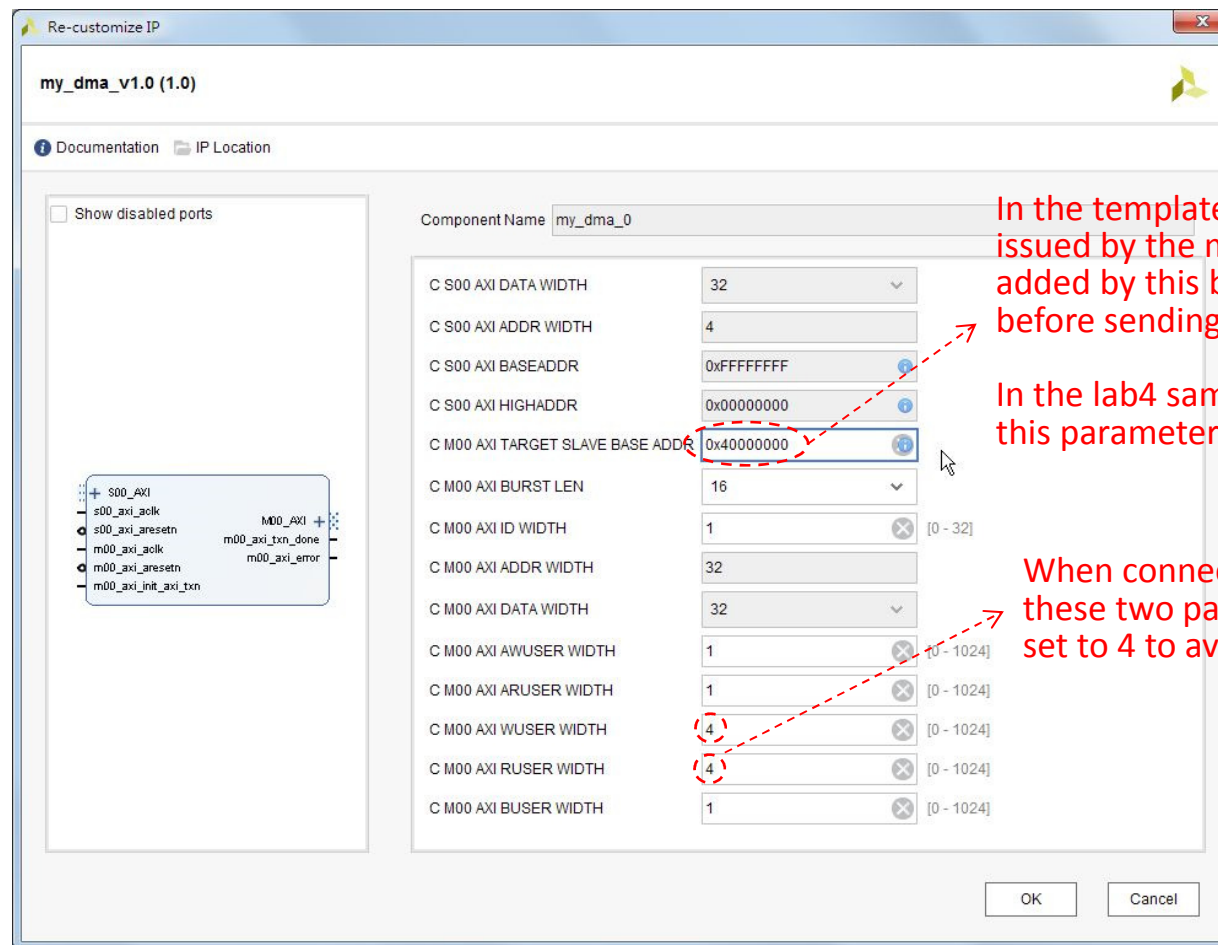 Re-customize IP
my_dma_v1.0 (1.0)
Documentation IP Location
Show disabled ports
S00_AXI
s00_axi_aclk
s00_axi_aresetn
m00_axi_aclk
m00_axi_aresetn
m00_axi_init_axi_txn
M00_AXI
m00_axi_txn_done
m00_axi_error
Component Name my_dma_0
C S00 AXI DATA WIDTH 32
C S00 AXI ADDR WIDTH 4
C S00 AXI BASEADDR 0xFFFFFFFF
C S00 AXI HIGHADDR 0x00000000
C M00 AXI TARGET SLAVE BASE ADDR 0x40000000
C M00 AXI BURST LEN 16
C M00 AXI ID WIDTH 1 [0 - 32]
C M00 AXI ADDR WIDTH 32
C M00 AXI DATA WIDTH 32
C M00 AXI AWUSER WIDTH 1 [0 - 1024]
C M00 AXI ARUSER WIDTH 1 [0 - 1024]
C M00 AXI WUSER WIDTH 4 [0 - 1024]
C M00 AXI RUSER WIDTH 4 [0 - 1024]
C M00 AXI BUSER WIDTH 1 [0 - 1024]
In the template
issued by the
added by this
before sending
In the lab4
this parameter
When
these two
set to 4 to
OK Cancel